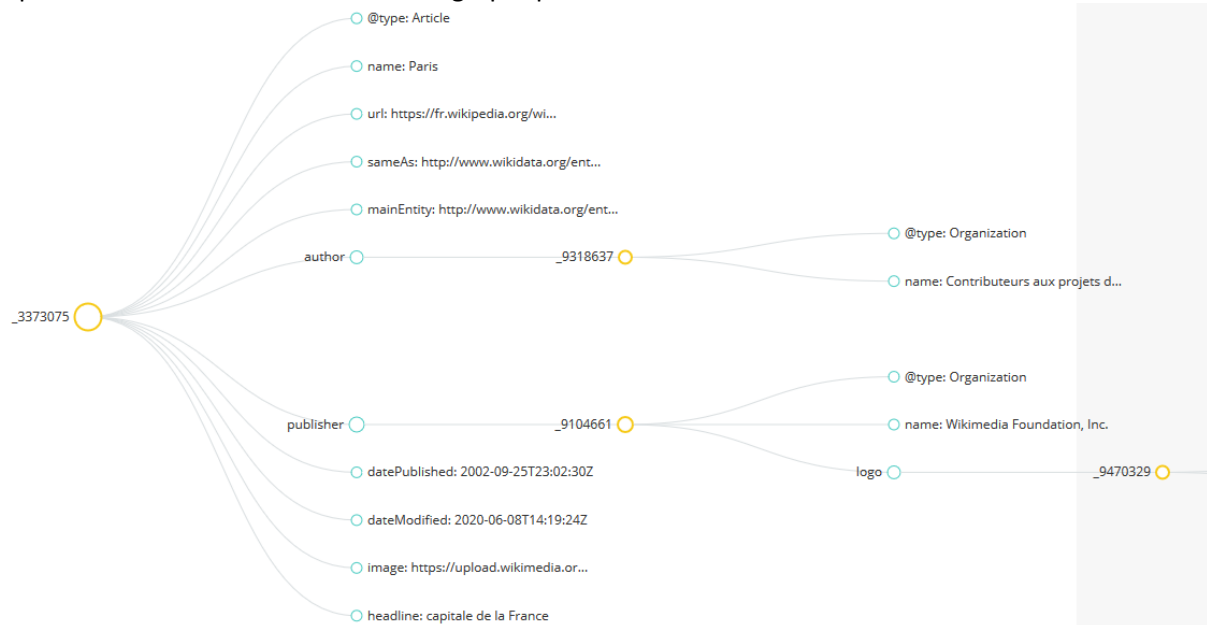 @type: Article
name: Paris
url: https://fr.wikipedia.org/wi...
sameAs: http://www.wikidata.org/ent...
mainEntity: http://www.wikidata.org/ent...
@type: Organization
author _9318637
name: Contributeurs aux projets d...
_3373075
@type: Organization
publisher _9104661 name: Wikimedia Foundation, Inc.
datePublished: 2002-09-25T23:02:30Z logo _9470329
dateModified: 2020-06-08T14:19:24Z
image: https://upload.wikimedia.or...
headline: capitale de la France